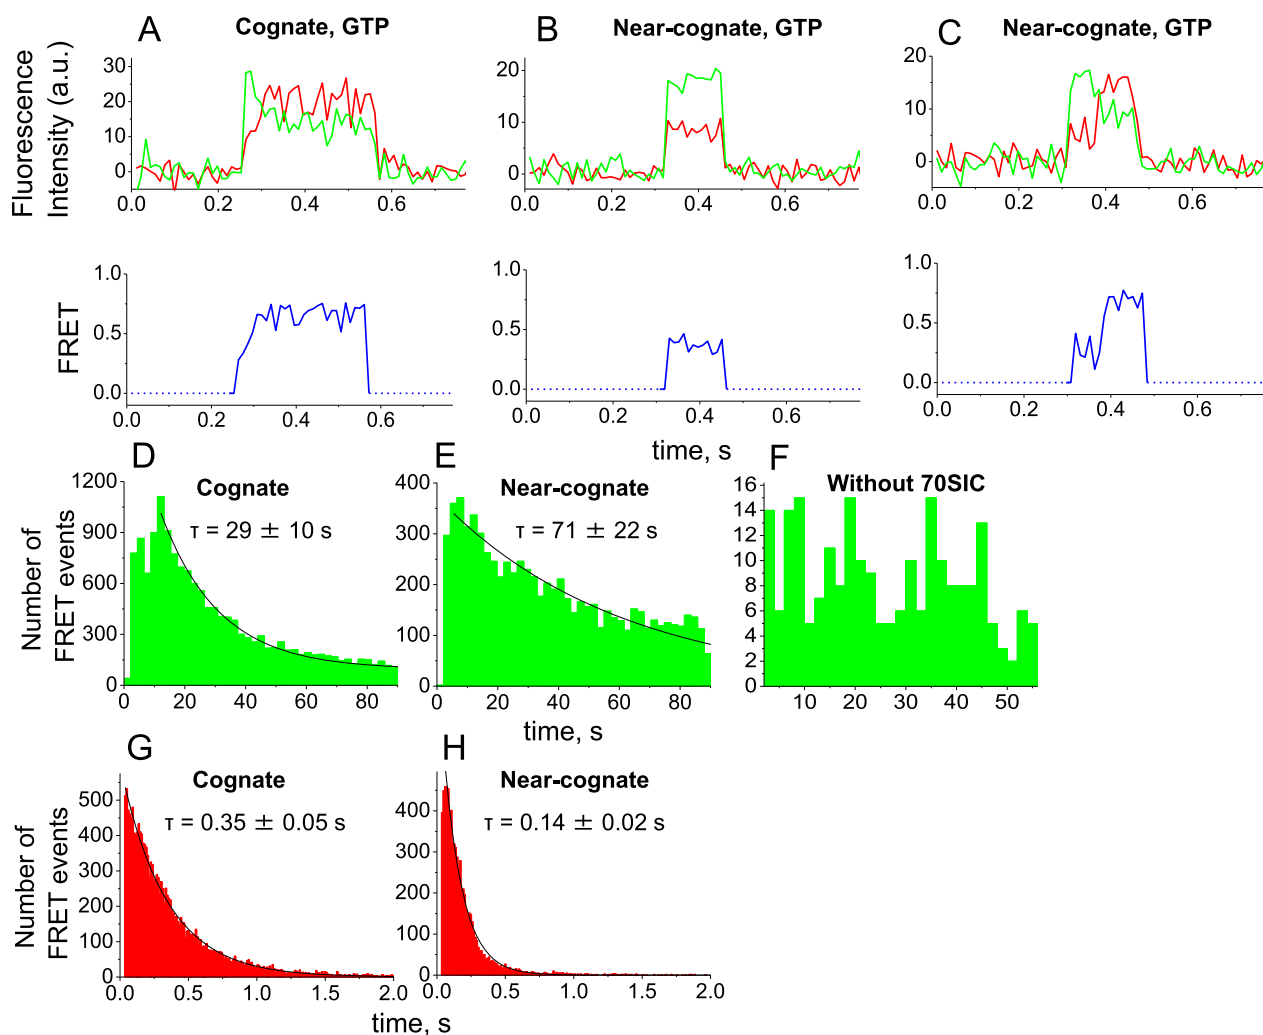 A
Cognate, GTP
B
Near-cognate, GTP
C
Near-cognate, GTP
Fluorescence
Intensity (a.u.)
30
20
10
0
0.0 0.2 0.4 0.6
20
10
0
0.0 0.2 0.4 0.6
20
10
0
0.0 0.2 0.4 0.6
FRET
1.0
0.5
0.0
0.0 0.2 0.4 0.6
1.0
0.5
0.0
0.0 0.2 0.4 0.6
1.0
0.5
0.0
0.0 0.2 0.4 0.6
time, s
D
Cognate
τ = 29 ± 10 s
E
Near-cognate
τ = 71 ± 22 s
F
Without 70SIC
Number of
FRET events
1200
900
600
300
0
0 20 40 60 80
400
300
200
100
0
0 20 40 60 80
16
14
12
10
8
6
4
2
0
10 20 30 40 50
time, s
G
Cognate
τ = 0.35 ± 0.05 s
H
Near-cognate
τ = 0.14 ± 0.02 s
Number of
FRET events
500
400
300
200
100
0
0.0 0.5 1.0 1.5 2.0
400
300
200
100
0
0.0 0.5 1.0 1.5 2.0
time, s